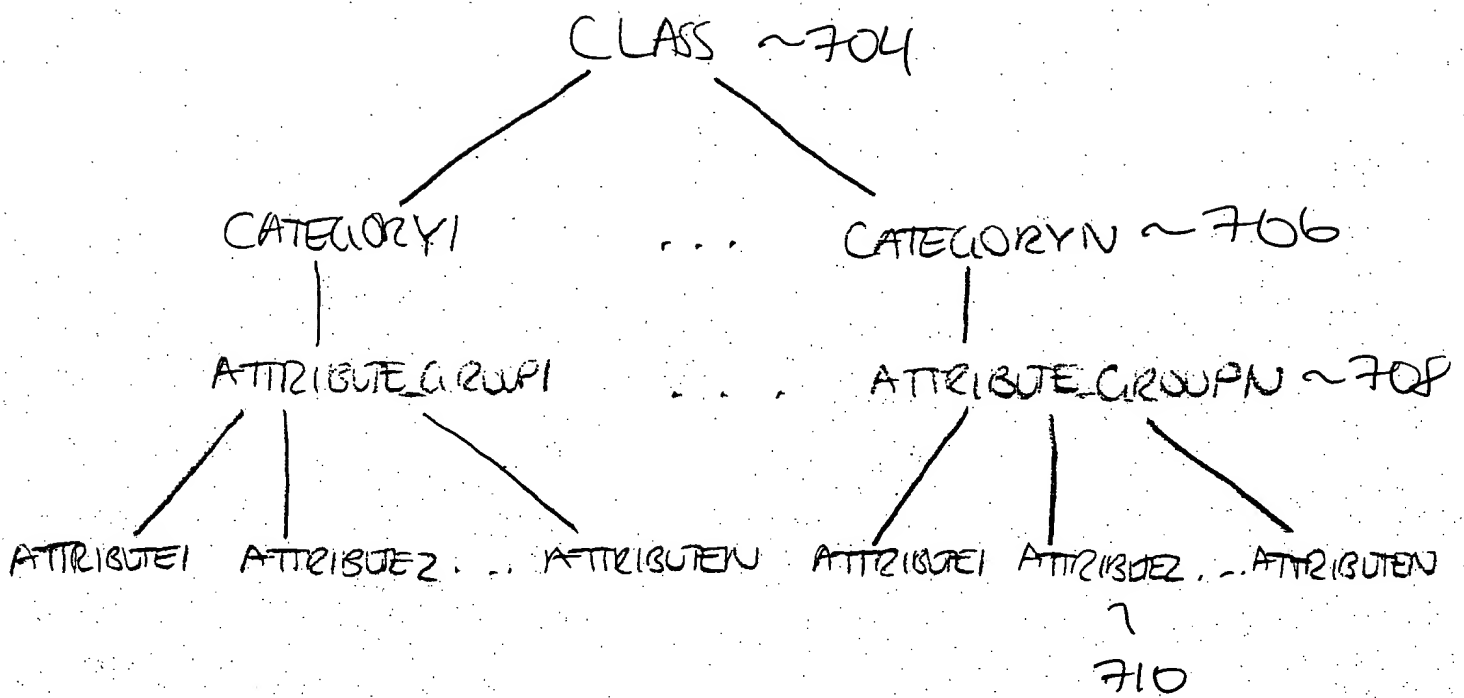 CLASS ~704
CATEGORY1 ... CATEGORYN ~706
ATTRIBUTE_GROUP1 .... ATTRIBUTE_GROUPN ~708
ATTRIBUTE1 ATTRIBUTE2 ... ATTRIBUTEN ATTRIBUTE1 ATTRIBUTE2 ... ATTRIBUTEN
~
710